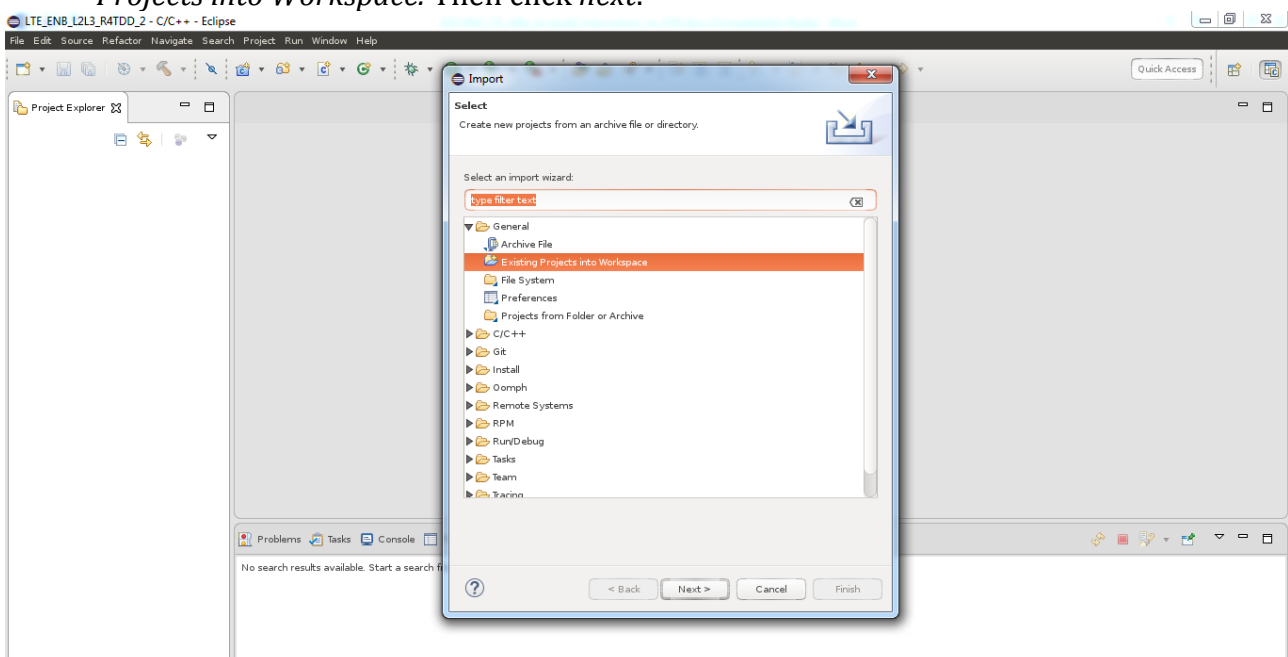 Projects into Workspace. Then click next.
LTE_ENB_L2L3_R4TDD_2 - C/C++ - Eclipse
File Edit Source Refactor Navigate Search Project Run Window Help
Quick Access
Project Explorer
Import
Select
Create new projects from an archive file or directory.
Select an import wizard:
type filter text
General
Archive File
Existing Projects into Workspace
File System
Preferences
Projects from Folder or Archive
C/C++
Git
Install
Oomph
Remote Systems
RPM
Run/Debug
Tasks
Team
Tracing
Problems Tasks Console
No search results available. Start a search
< Back Next > Cancel Finish